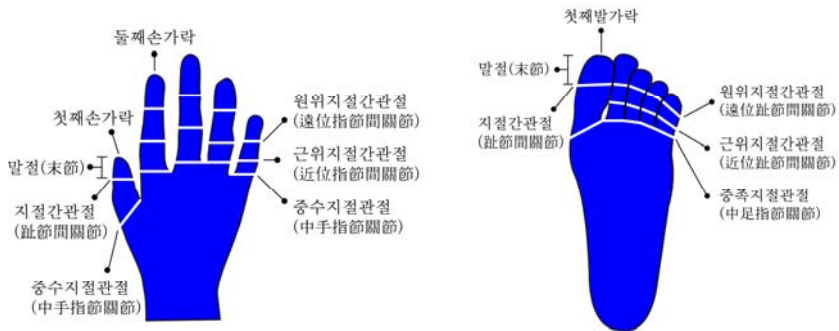 둘째손가락
첫째손가락
말절(末節)
지절간관절
(趾節間關節)
중수지절관절
(中手指節關節)
원위지절간관절
(遠位指節間關節)
근위지절간관절
(近位指節間關節)
중수지절관절
(中手指節關節)
첫째발가락
말절(末節)
지절간관절
(趾節間關節)
원위지절간관절
(遠位趾節間關節)
근위지절간관절
(近位趾節間關節)
중족지절관절
(中足指節關節)